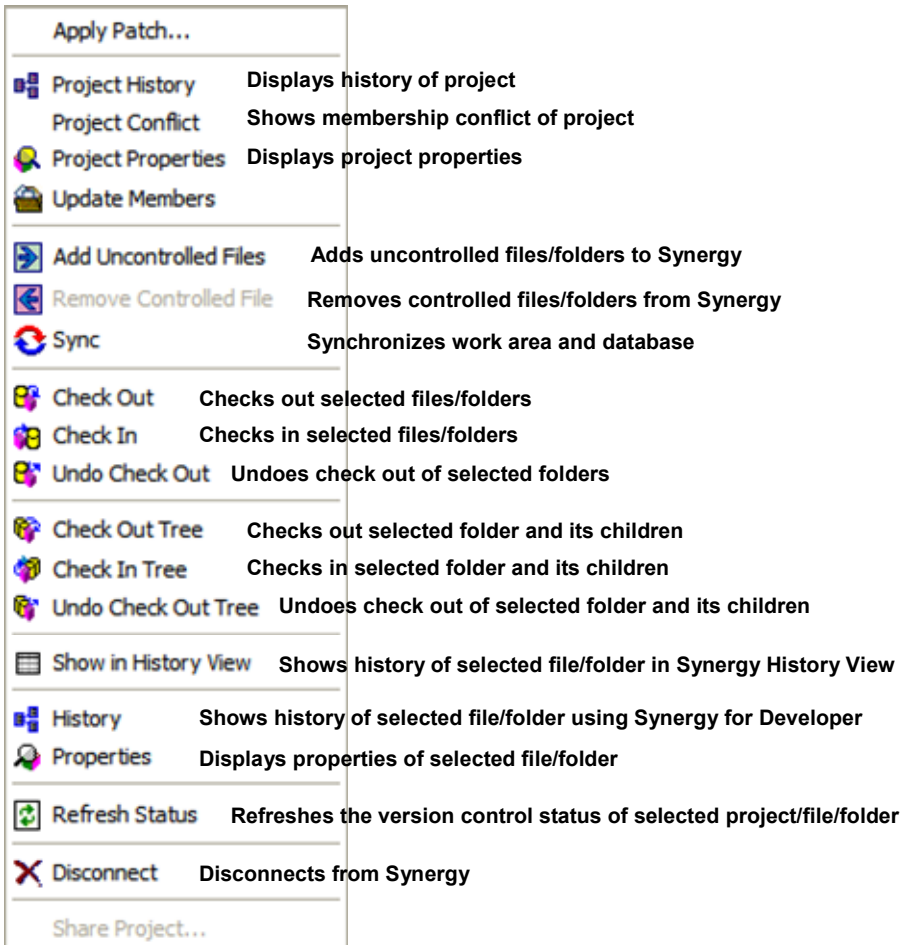 Apply Patch...
Project History Displays history of project
Project Conflict Shows membership conflict of project
Project Properties Displays project properties
Update Members
Add Uncontrolled Files Adds uncontrolled files/folders to Synergy
Remove Controlled File Removes controlled files/folders from Synergy
Sync Synchronizes work area and database
Check Out Checks out selected files/folders
Check In Checks in selected files/folders
Undo Check Out Undoes check out of selected folders
Check Out Tree Checks out selected folder and its children
Check In Tree Checks in selected folder and its children
Undo Check Out Tree Undoes check out of selected folder and its children
Show in History View Shows history of selected file/folder in Synergy History View
History Shows history of selected file/folder using Synergy for Developer
Properties Displays properties of selected file/folder
Refresh Status Refreshes the version control status of selected project/file/folder
Disconnect Disconnects from Synergy
Share Project...